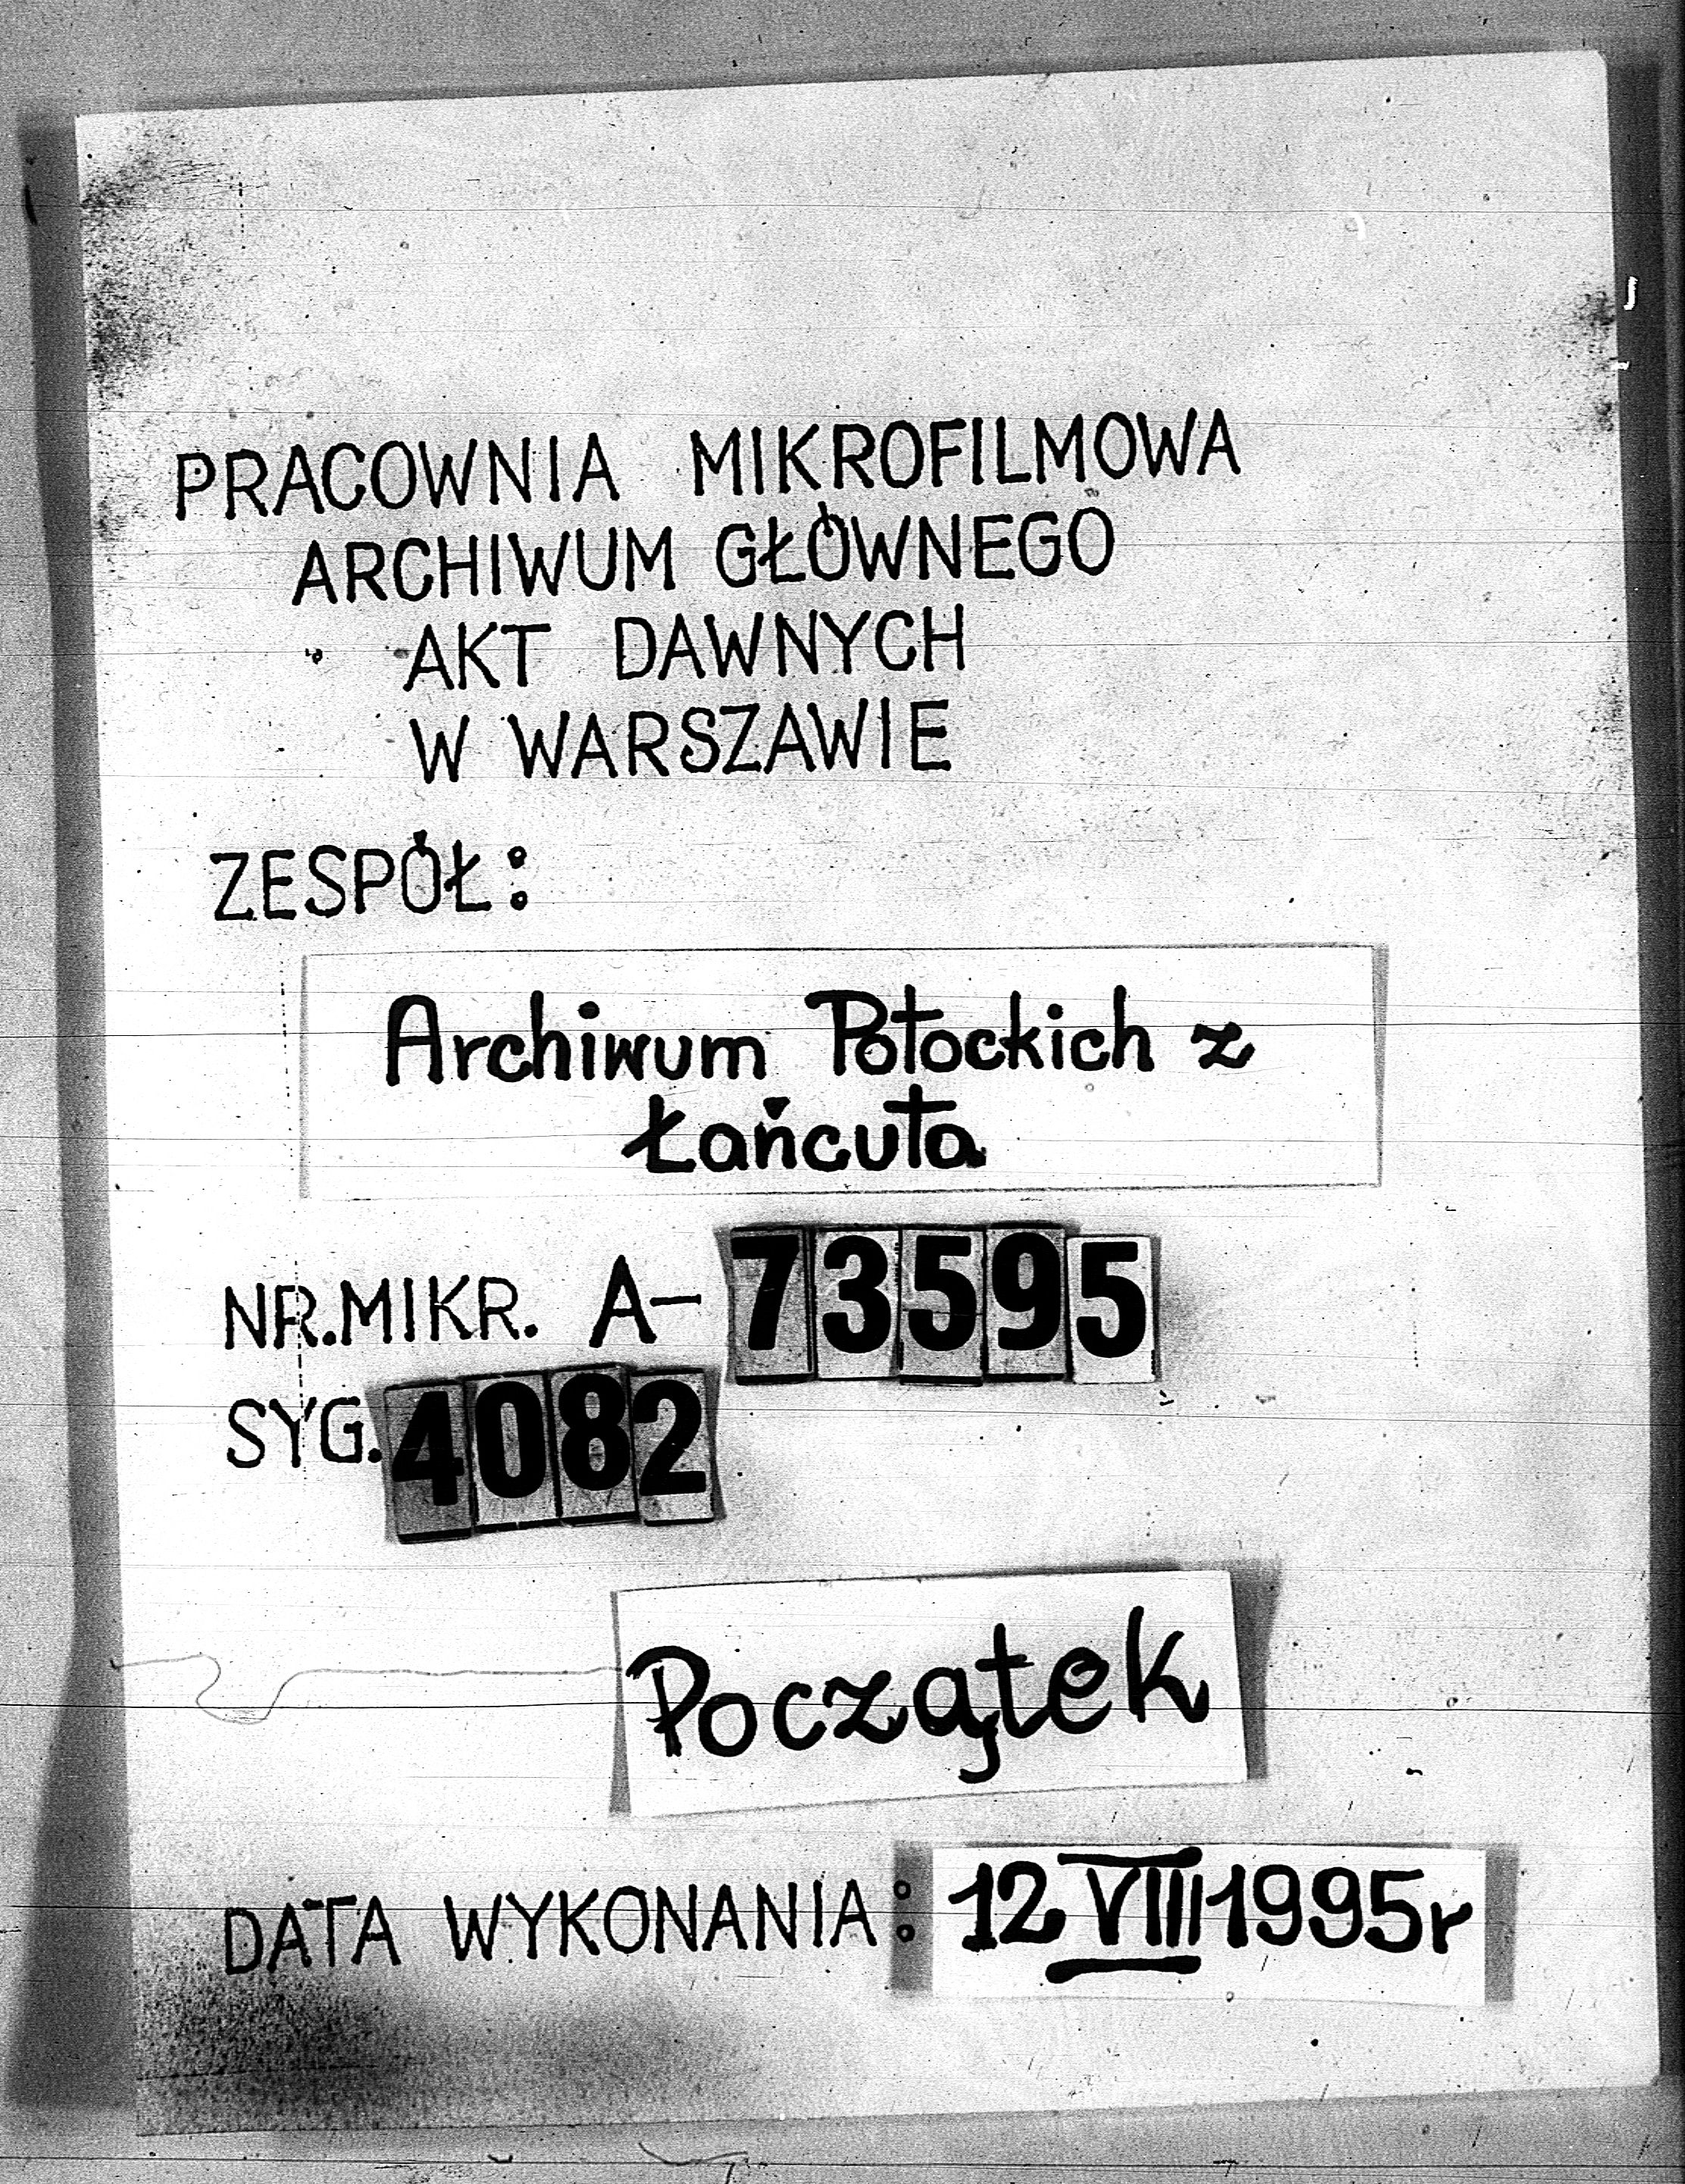 PRACOWNIA MIKROFILMOWA
ARCHIWUM GŁÓWNEGO
AKT DAWNYCH
W WARSZAWIE
ZESPÓŁ:
Archiwum Potockich z
Łańcuta
NR.MIKR. A-73595
SYG. 4082
Początek
DATA WYKONANIA: 12 VIII 1995r